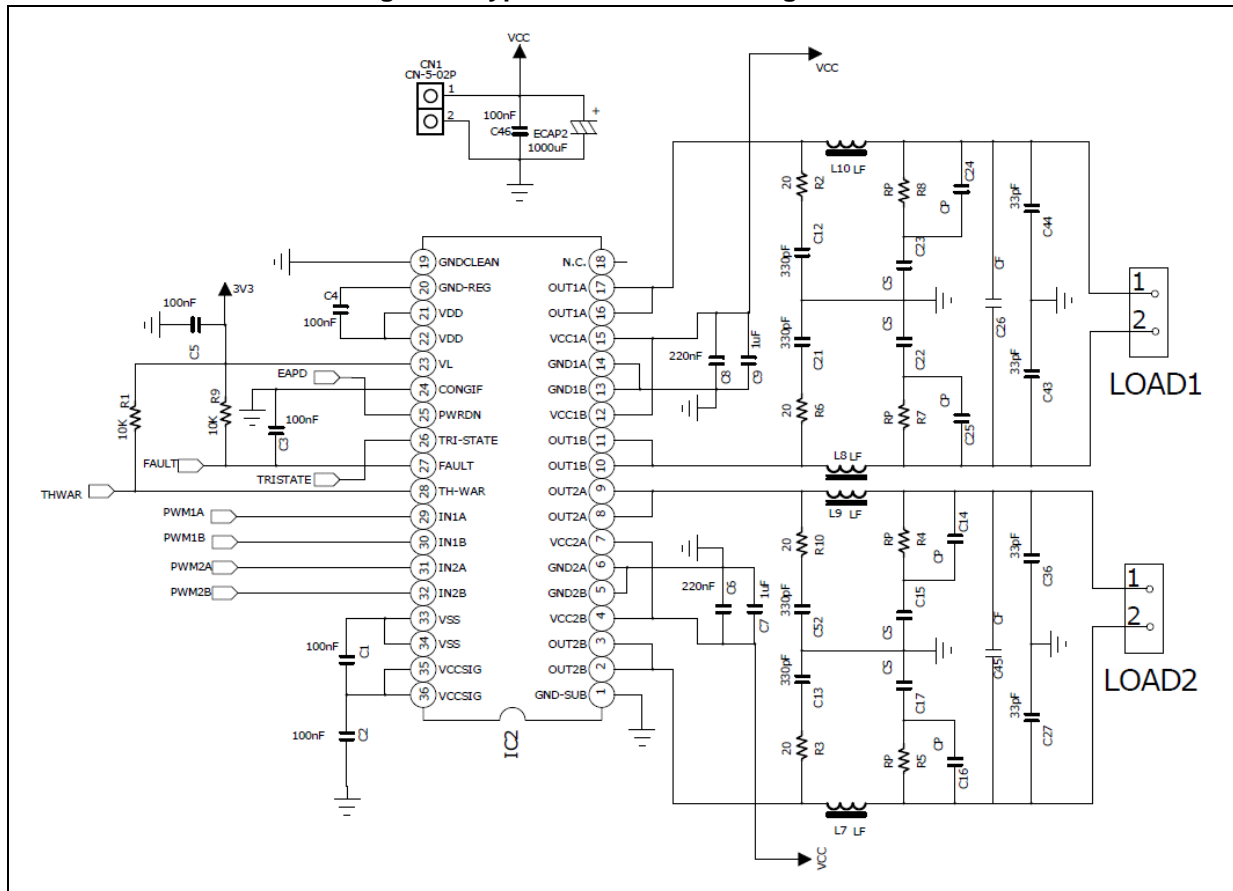 VCC
CN1
CN-5-02P
1
2
100nF
C46
+
ECAP2
1000uF
VCC
L10 LF
20
R2
330pF
C12
RP
R8
CP
C24
CS
C23
CF
C26
33pF
C44
330pF
C21
20
R6
CS
C22
RP
R7
CP
C25
33pF
C43
1
2
LOAD1
L8 LF
L9 LF
19
GNDCLEAN
20
GND-REG
21
VDD
22
VDD
23
VL
24
CONGIF
25
PWRDN
26
TRI-STATE
27
FAULT
28
TH-WAR
29
IN1A
30
IN1B
31
IN2A
32
IN2B
33
VSS
34
VSS
35
VCCSIG
36
VCCSIG
N.C.
18
OUT1A
17
OUT1A
16
VCC1A
15
GND1A
14
GND1B
13
VCC1B
12
OUT1B
11
OUT1B
10
OUT2A
9
OUT2A
8
VCC2A
7
GND2A
6
GND2B
5
VCC2B
4
OUT2B
3
OUT2B
2
GND-SUB
1
IC2
3V3
100nF
C5
C4
100nF
EAPD
R1
10K
R9
10K
100nF
C3
FAULT
TRISTATE
THWAR
PWM1A
PWM1B
PWM2A
PWM2B
100nF
C1
100nF
C2
220nF
C8
1uF
C9
220nF
C6
1uF
C7
20
R10
330pF
C52
RP
R4
CP
C14
CS
C15
CF
C45
33pF
C36
330pF
C13
20
R3
CS
C17
RP
R5
CP
C16
33pF
C27
1
2
LOAD2
L7 LF
VCC